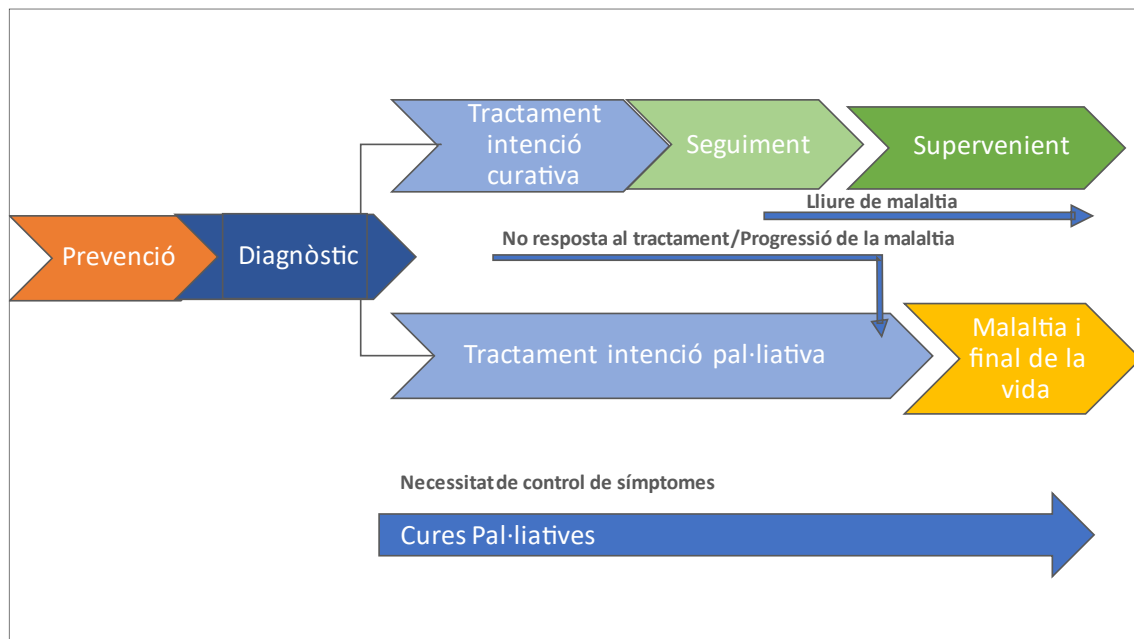 Tractament
intenció
curativa
Seguiment
Supervenient
Lliure de malaltia
No resposta al tractament/Progressió de la malaltia
Prevenció
Diagnòstic
Tractament intenció pal·liativa
Malaltia i
final de la
vida
Necessitat de control de símptomes
Cures Pal·liatives